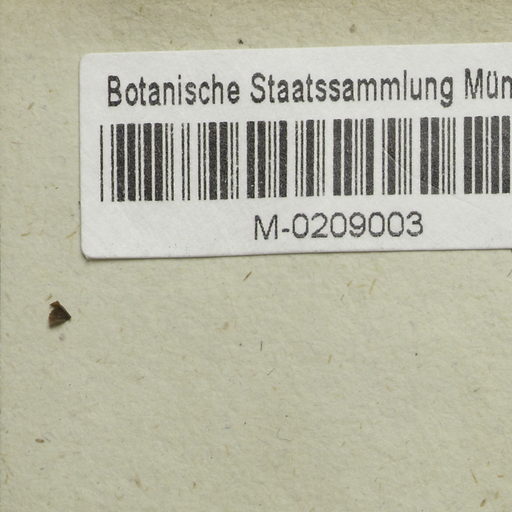 Botanische Staatssammlung Mün
M-0209003